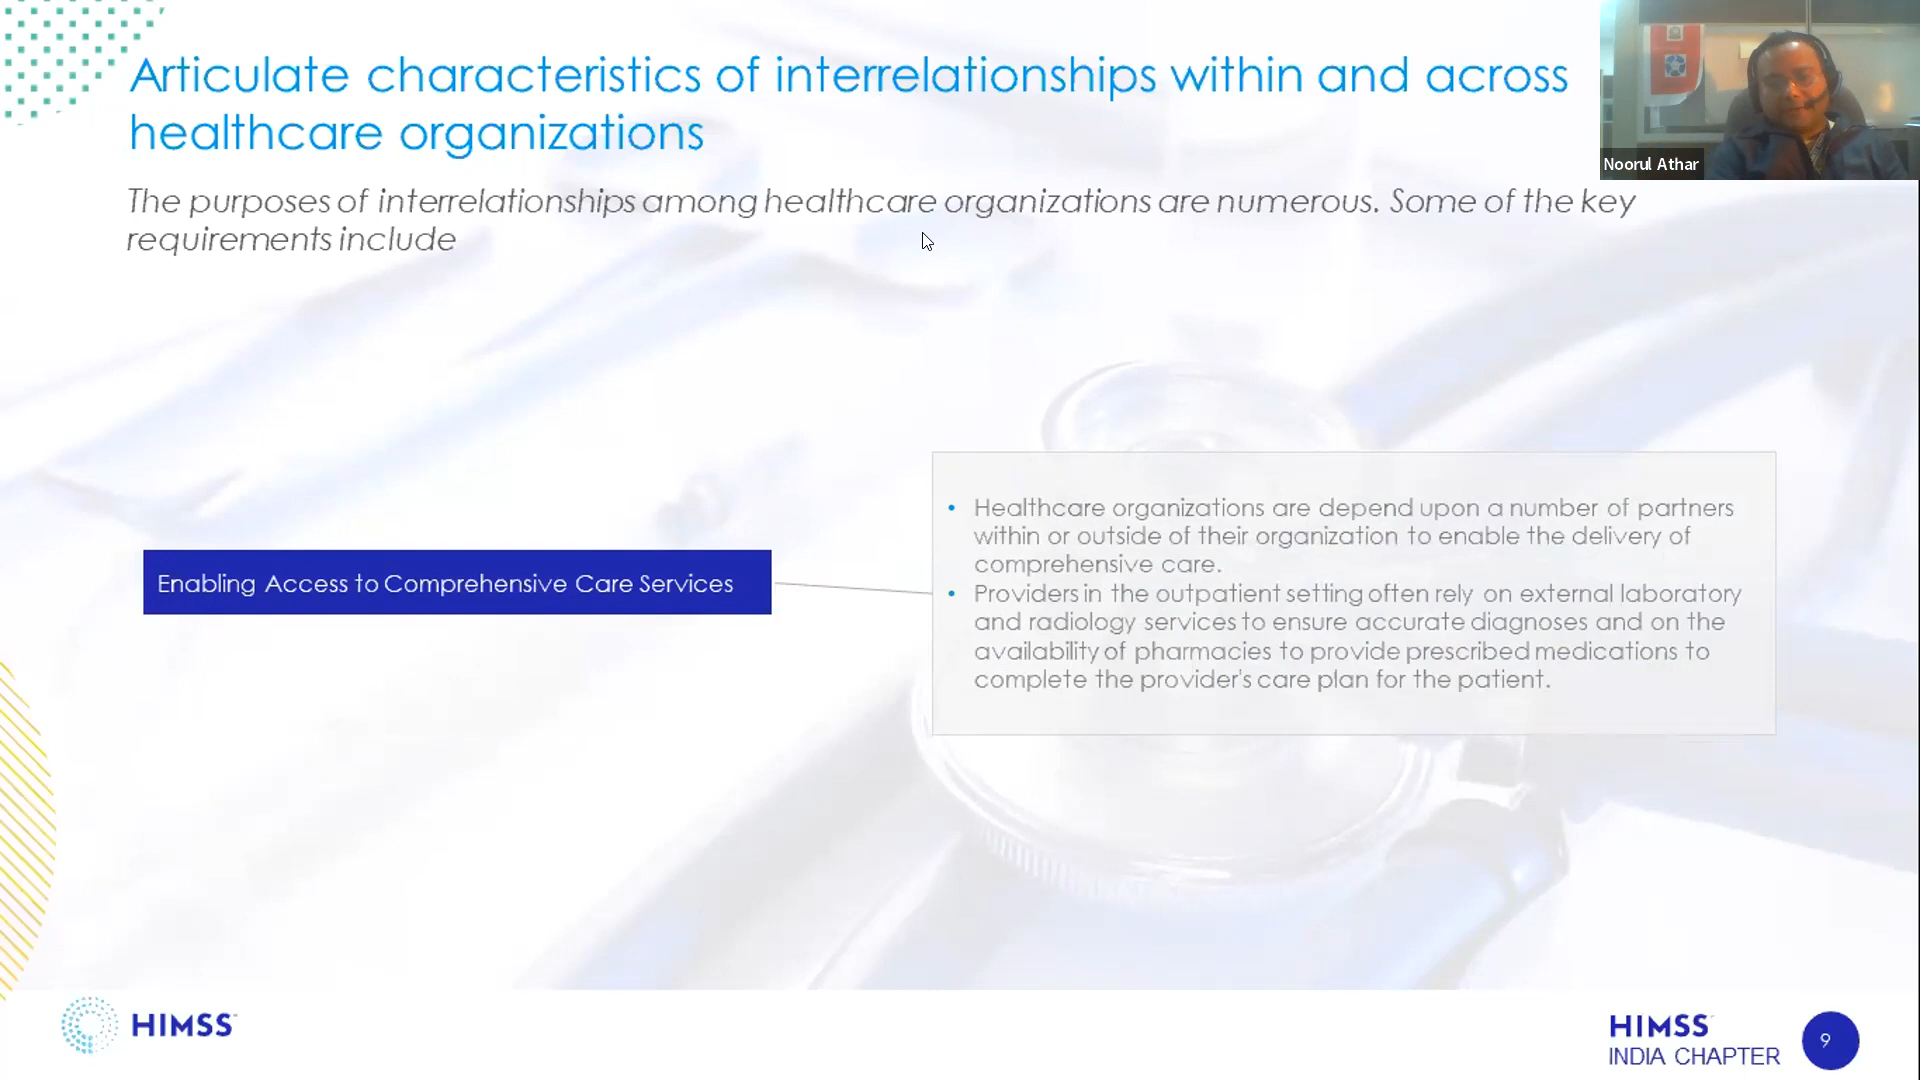 Articulate characteristics of interrelationships within and across
healthcare organizations
Noorul Athar
The purposes of interrelationships among healthcare organizations are numerous. Some of the key
requirements include
Enabling Access to Comprehensive Care Services
• Healthcare organizations are depend upon a number of partners
within or outside of their organization to enable the delivery of
comprehensive care.
• Providers in the outpatient setting often rely on external laboratory
and radiology services to ensure accurate diagnoses and on the
availability of pharmacies to provide prescribed medications to
complete the provider's care plan for the patient.
HIMSS
HIMSS
INDIA CHAPTER
9